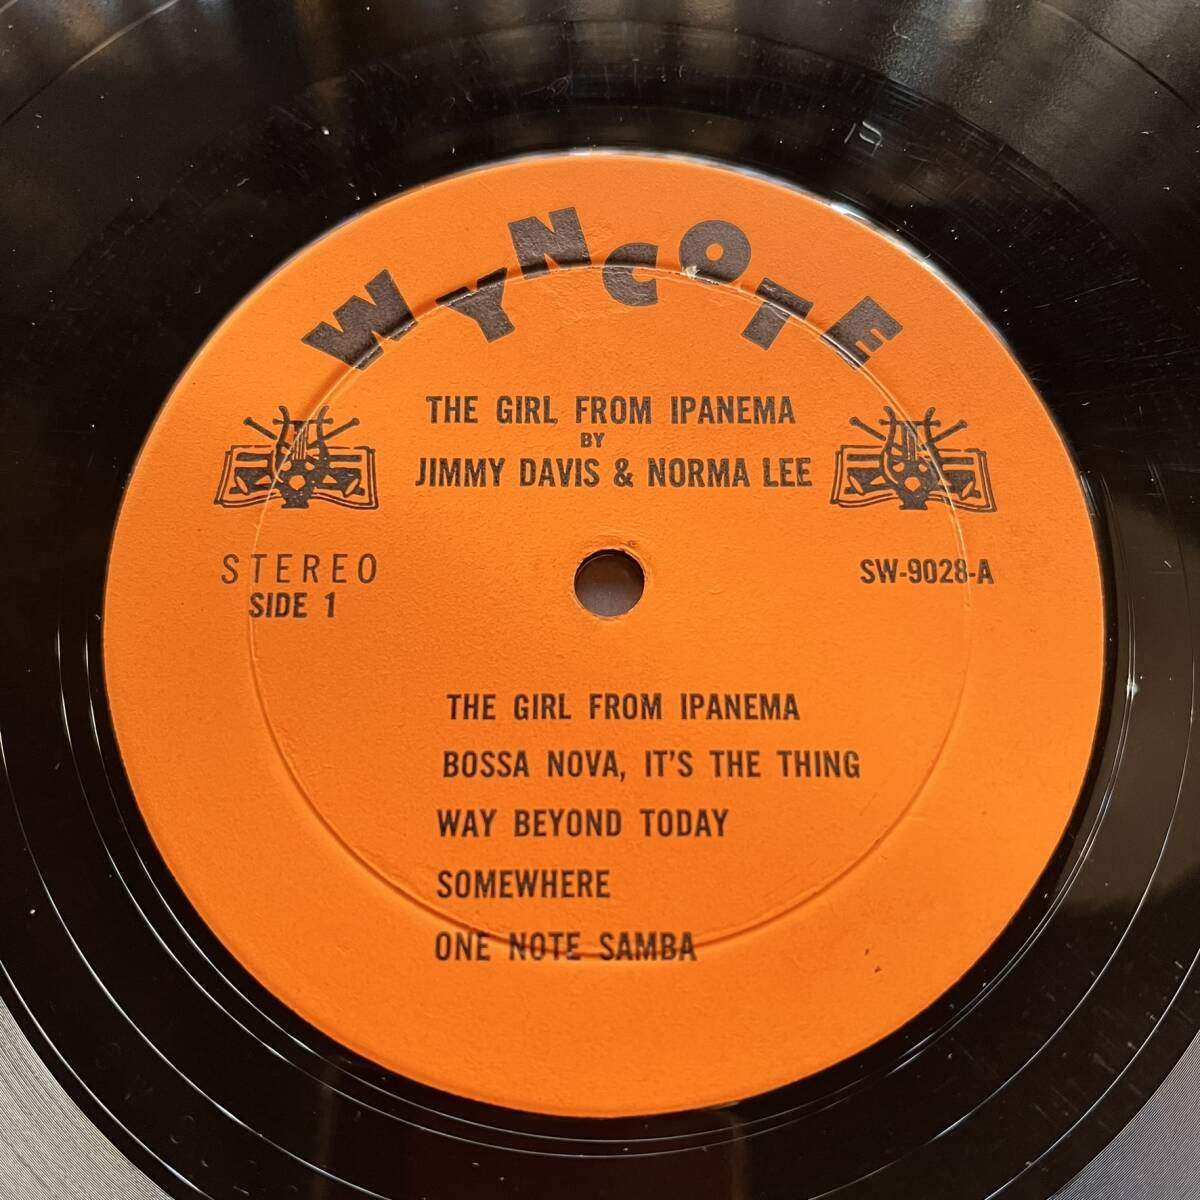 WYNCOTE
THE GIRL FROM IPANEMA
BY
JIMMY DAVIS & NORMA LEE
STEREO
SIDE 1
SW-9028-A
THE GIRL FROM IPANEMA
BOSSA NOVA, IT'S THE THING
WAY BEYOND TODAY
SOMEWHERE
ONE NOTE SAMBA